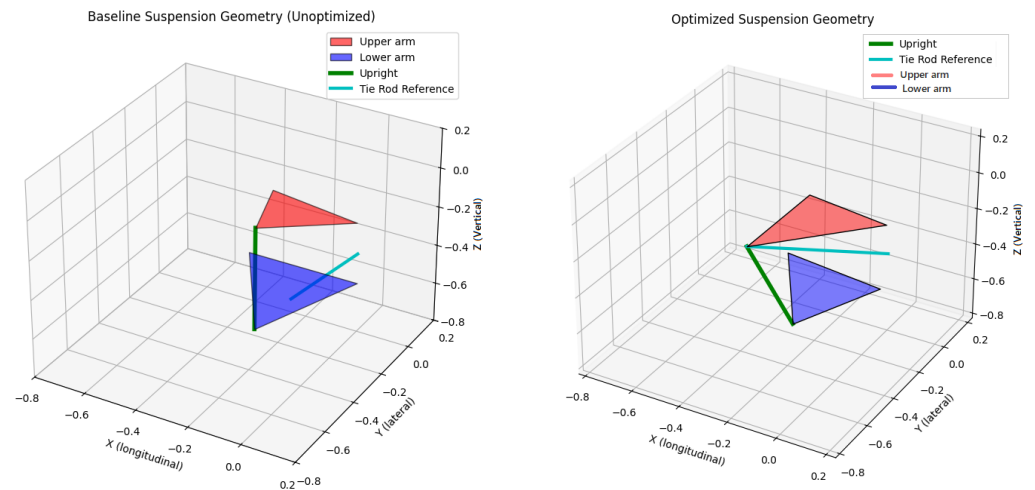 Baseline Suspension Geometry (Unoptimized)
Upper arm
Lower arm
Upright
Tie Rod Reference
0.2
0.0
−0.2
−0.4
−0.6
−0.8
Z (Vertical)
0.2
0.0
−0.2
−0.4
−0.6
−0.8
Y (lateral)
−0.8
−0.6
−0.4
−0.2
0.0
0.2
X (longitudinal)
Optimized Suspension Geometry
Upright
Tie Rod Reference
Upper arm
Lower arm
0.2
0.0
−0.2
−0.4
−0.6
−0.8
Z (Vertical)
0.2
0.0
−0.2
−0.4
−0.6
−0.8
Y (lateral)
−0.8
−0.6
−0.4
−0.2
0.0
0.2
X (longitudinal)